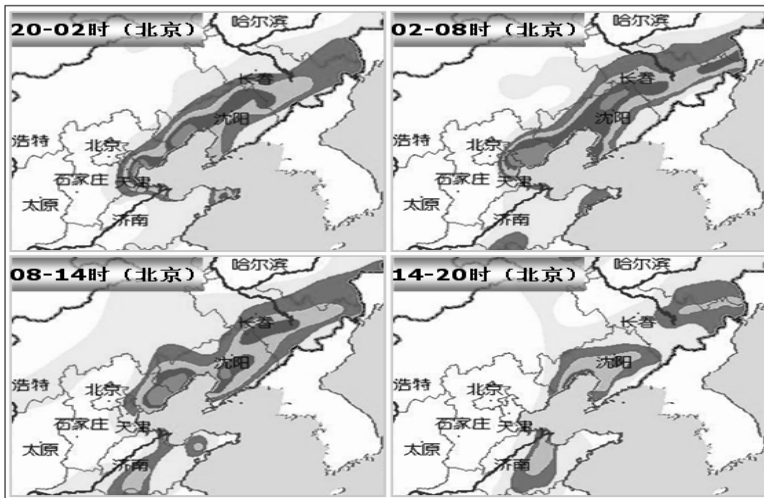 20-02时（北京）
哈尔滨
长春
沈阳
浩特
北京
石家庄
天津
太原
济南
02-08时（北京）
哈尔滨
长春
沈阳
浩特
北京
石家庄
天津
太原
济南
08-14时（北京）
哈尔滨
长春
沈阳
浩特
北京
石家庄
天津
太原
济南
14-20时（北京）
哈尔滨
长春
沈阳
浩特
北京
石家庄
天津
太原
济南